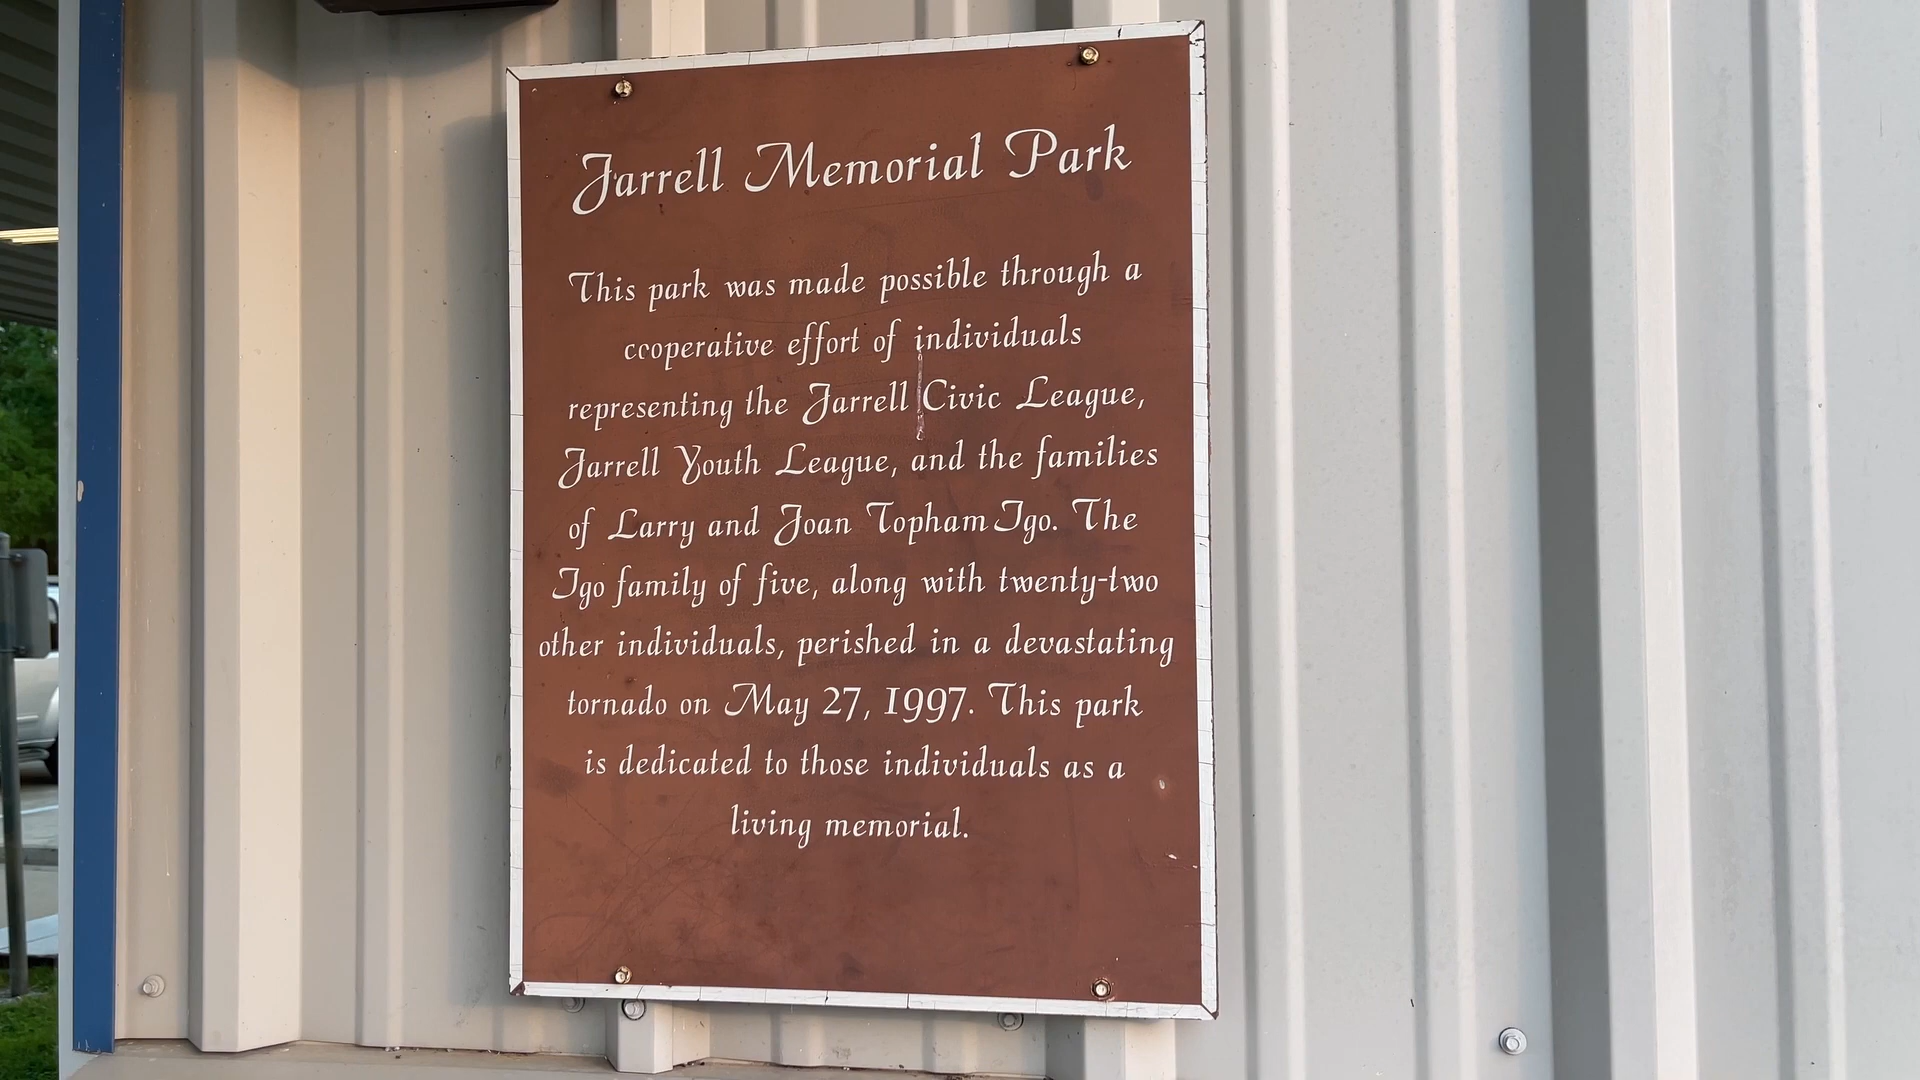 Jarrell Memorial Park
This park was made possible through a
cooperative effort of individuals
representing the Jarrell Civic League,
Jarrell Youth League, and the families
of Larry and Joan Topham Igo. The
Igo family of five, along with twenty-two
other individuals, perished in a devastating
tornado on May 27, 1997. This park
is dedicated to those individuals as a
living memorial.